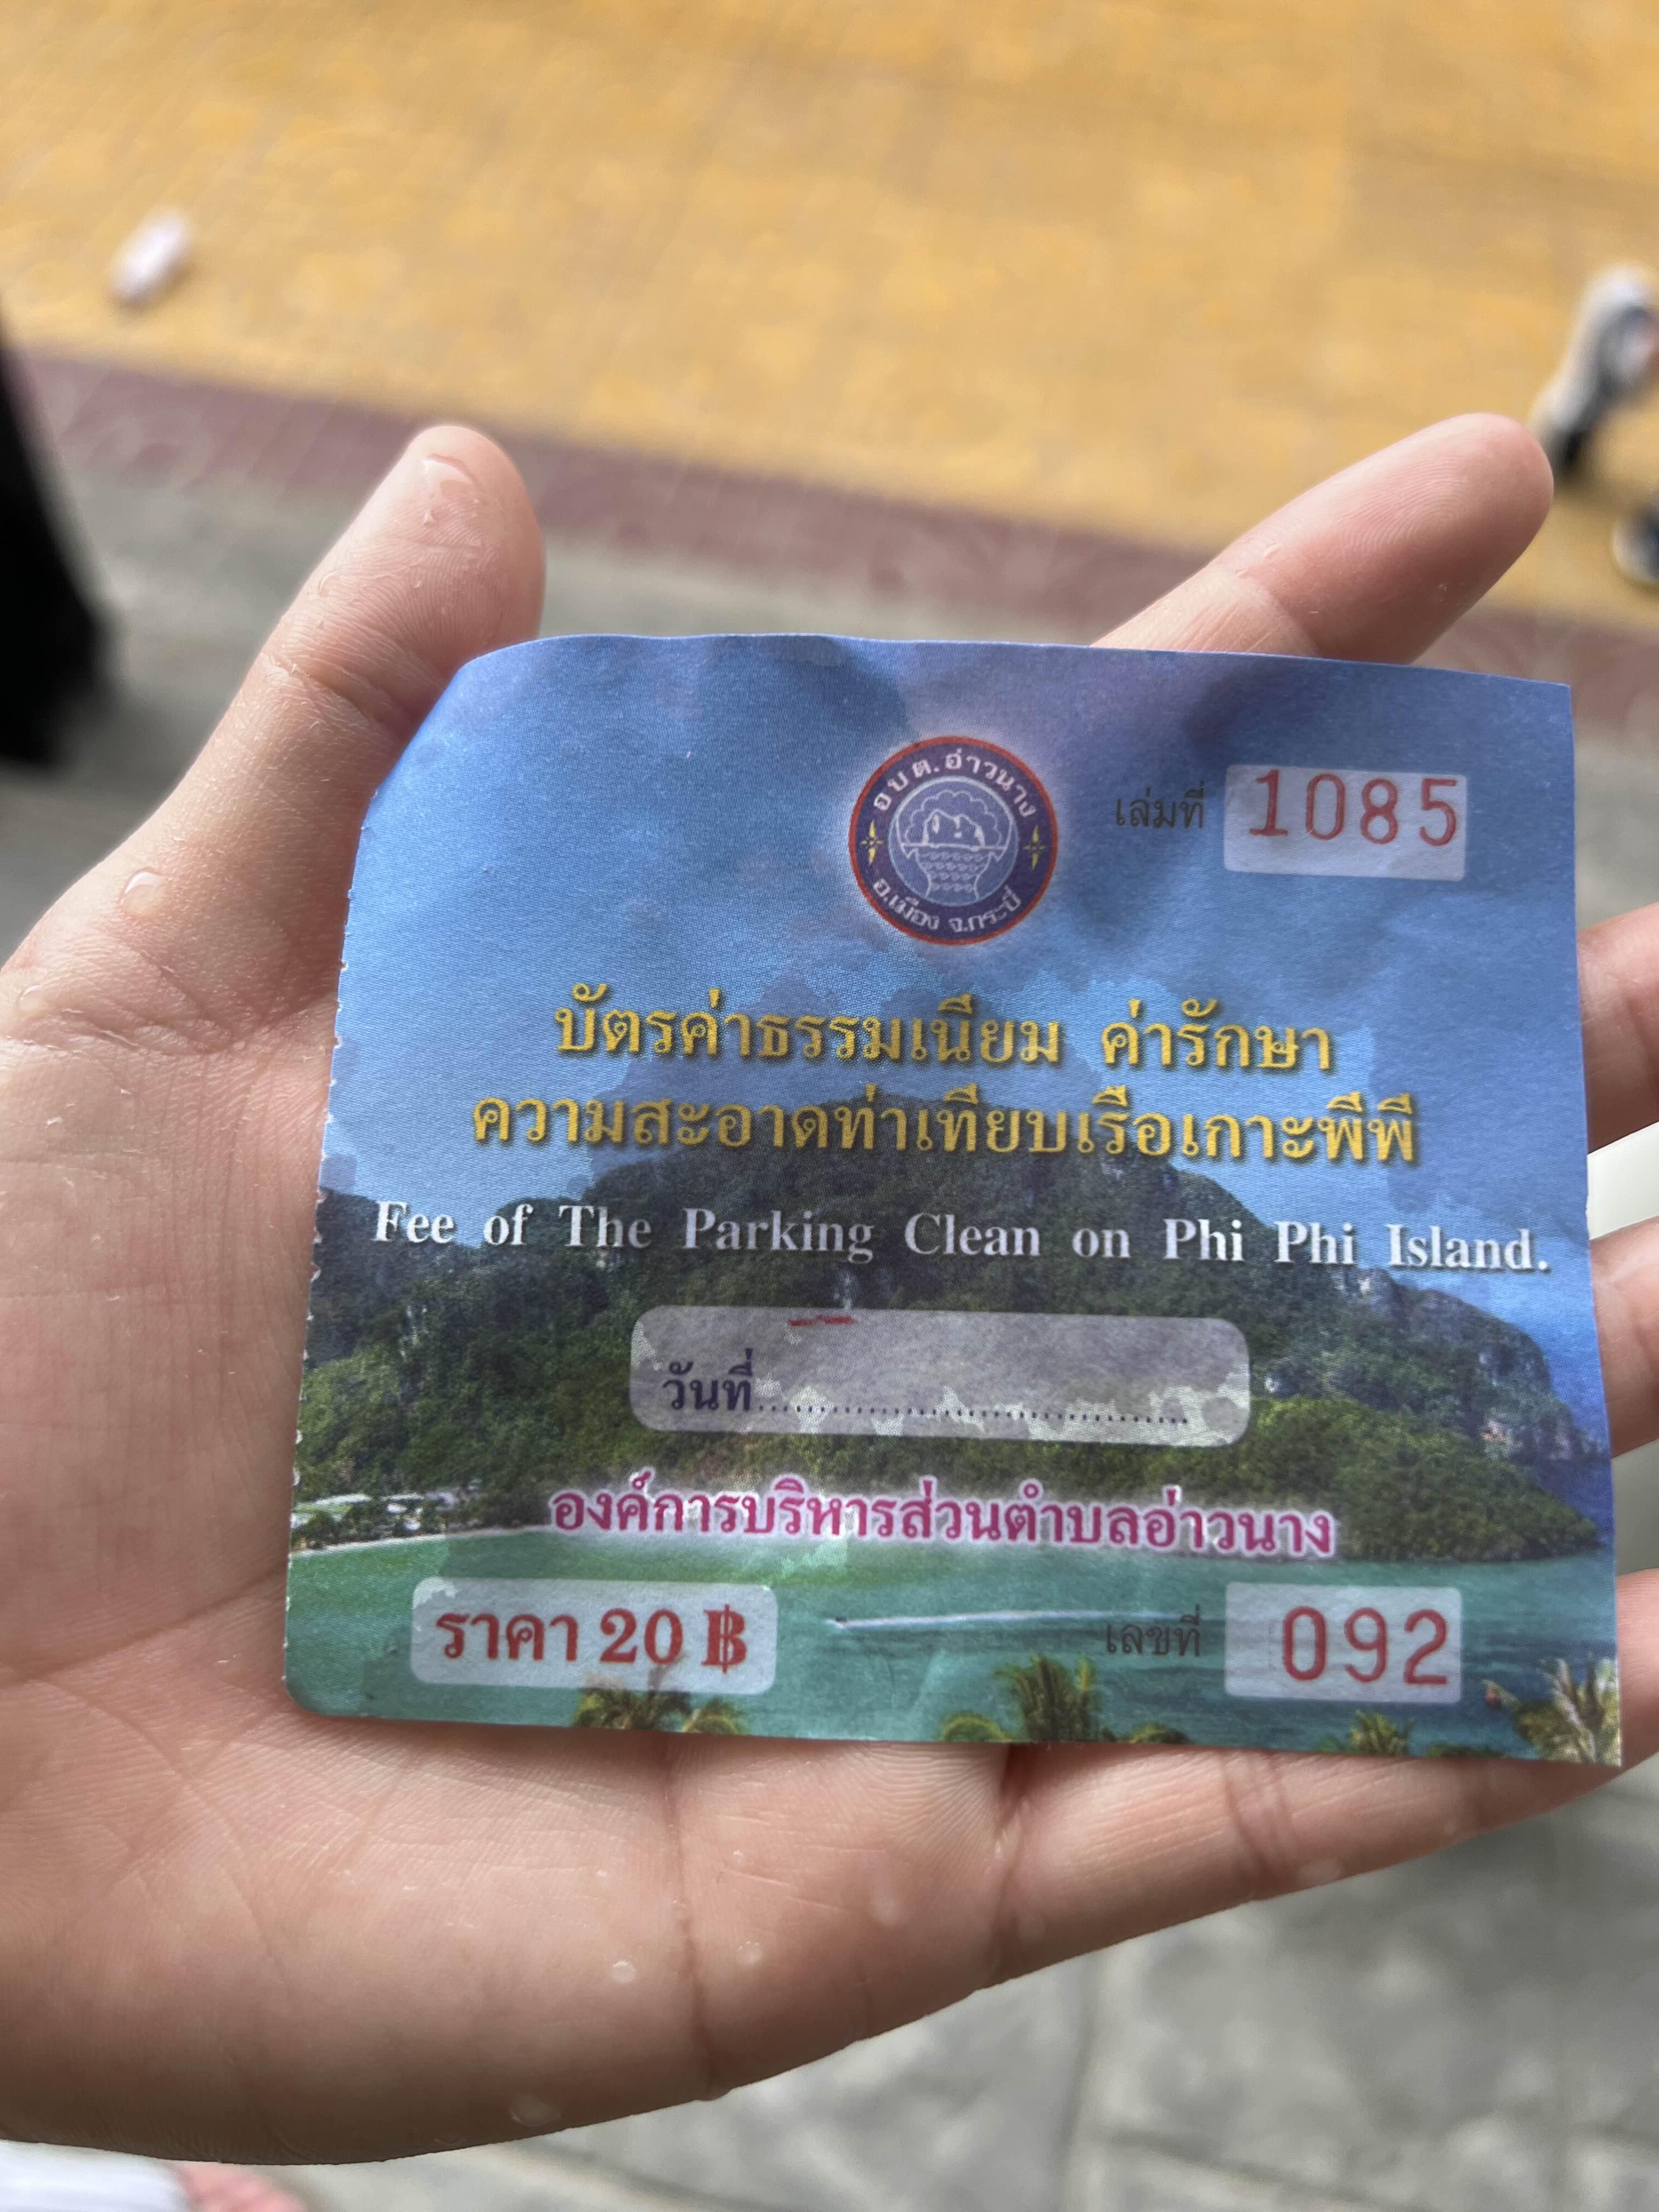 อบต.อ่าวนาง
อ.เมือง จ.กระบี่
เล่มที่ 1085
บัตรค่าธรรมเนียม ค่ารักษา
ความสะอาดท่าเทียบเรือเกาะพีพี
Fee of The Parking Clean on Phi Phi Island.
วันที่..........................................
องค์การบริหารส่วนตำบลอ่าวนาง
ราคา 20 ฿
เลขที่ 092